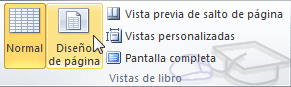 Normal
Diseño
de página
Vista previa de salto de página
Vistas personalizadas
Pantalla completa
Vistas de libro